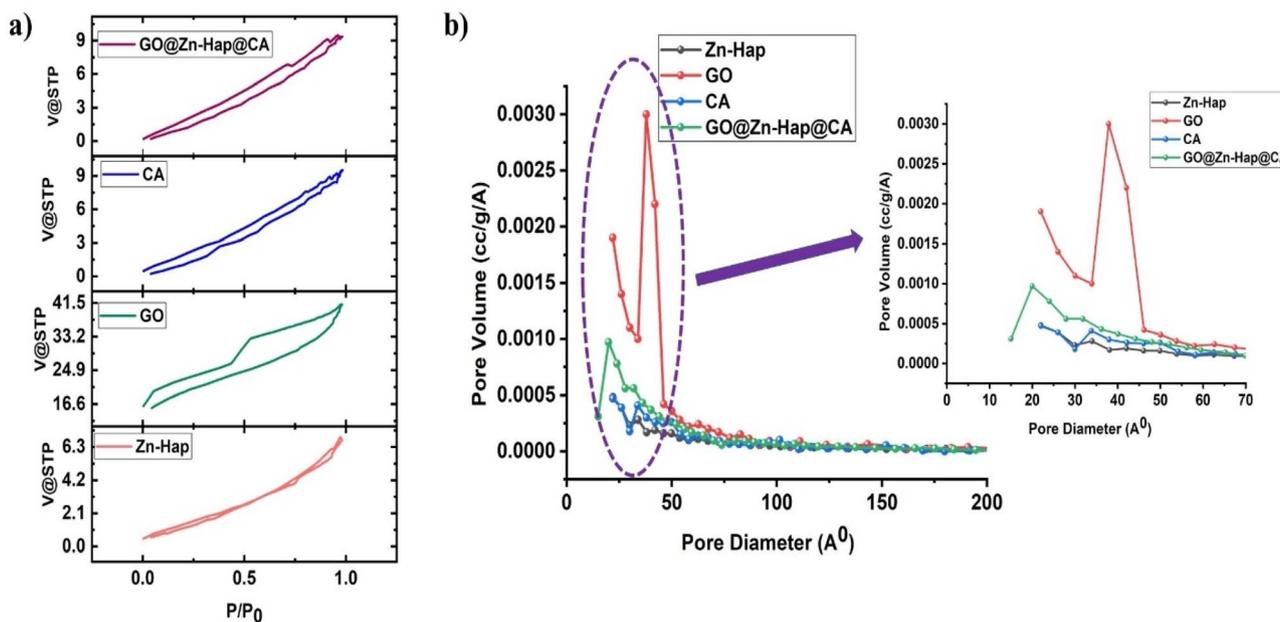 a)
GO@Zn-Hap@CA
V@STP
9
6
3
0
CA
V@STP
9
6
3
0
GO
V@STP
41.5
33.2
24.9
16.6
Zn-Hap
V@STP
6.3
4.2
2.1
0.0
0.0 0.5 1.0
P/P0
b)
Zn-Hap
GO
CA
GO@Zn-Hap@CA
Pore Volume (cc/g/A)
0.0030
0.0025
0.0020
0.0015
0.0010
0.0005
0.0000
0 50 100 150 200
Pore Diameter (A0)
Zn-Hap
GO
CA
GO@Zn-Hap@CA
Pore Volume (cc/g/A)
0.0030
0.0025
0.0020
0.0015
0.0010
0.0005
0.0000
0 10 20 30 40 50 60 70
Pore Diameter (A0)